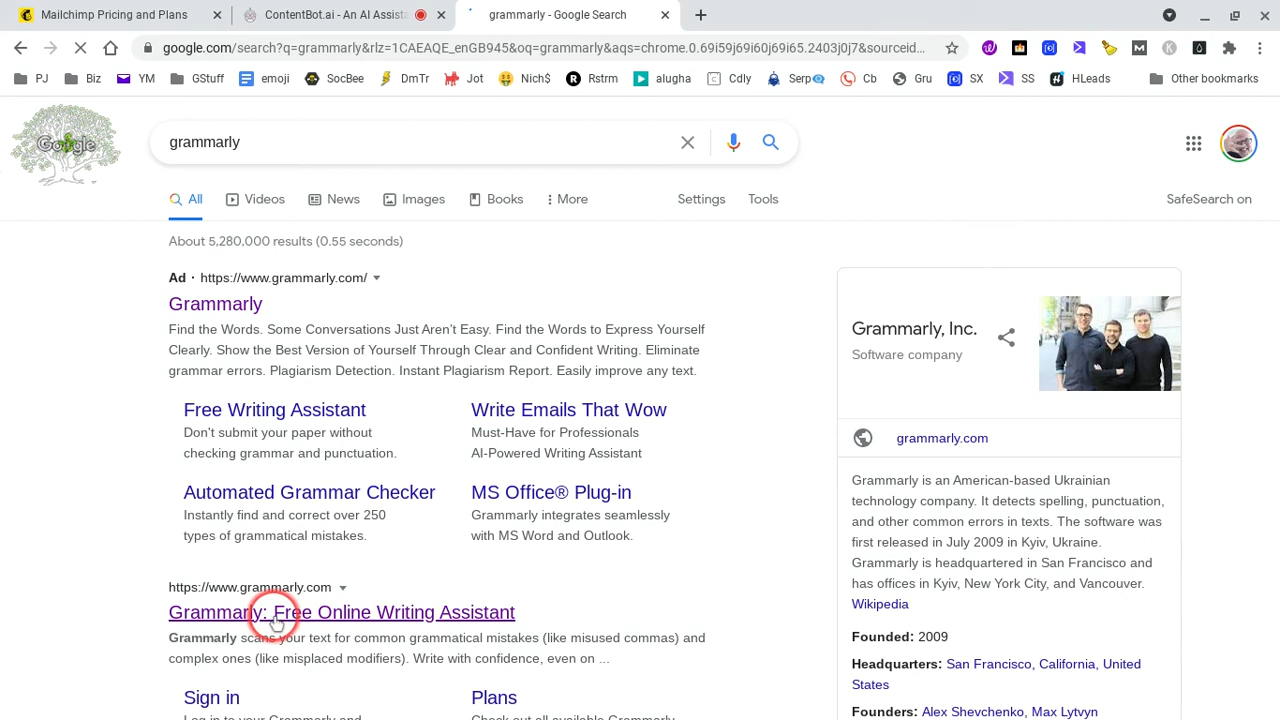 Mailchimp Pricing and Plans
ContentBot.ai - An AI Assista
grammarly - Google Search
google.com/search?q=grammarly&rlz=1CAEAQE_enGB945&oq=grammarly&aqs=chrome.0.69i59j69i60j69i65.2403j0j7&sourceid…
PJ Biz YM GStuff emoji SocBee DmTr Jot Nich$ Rstrm alugha Cdly Serp Cb Gru SX SS HLeads Other bookmarks
Google
grammarly
All Videos News Images Books More Settings Tools SafeSearch on
About 5,280,000 results (0.55 seconds)
Ad · https://www.grammarly.com/
Grammarly
Find the Words. Some Conversations Just Aren't Easy. Find the Words to Express Yourself
Clearly. Show the Best Version of Yourself Through Clear and Confident Writing. Eliminate
grammar errors. Plagiarism Detection. Instant Plagiarism Report. Easily improve any text.
Free Writing Assistant
Don't submit your paper without
checking grammar and punctuation.
Write Emails That Wow
Must-Have for Professionals
AI-Powered Writing Assistant
Automated Grammar Checker
Instantly find and correct over 250
types of grammatical mistakes.
MS Office® Plug-in
Grammarly integrates seamlessly
with MS Word and Outlook.
https://www.grammarly.com
Grammarly: Free Online Writing Assistant
Grammarly scans your text for common grammatical mistakes (like misused commas) and
complex ones (like misplaced modifiers). Write with confidence, even on ...
Sign in
Log in to your Grammarly and
Plans
Check out all available Grammarly
Grammarly, Inc.
Software company
grammarly.com
Grammarly is an American-based Ukrainian
technology company. It detects spelling, punctuation,
and other common errors in texts. The software was
first released in July 2009 in Kyiv, Ukraine.
Grammarly is headquartered in San Francisco and
has offices in Kyiv, New York City, and Vancouver.
Wikipedia
Founded: 2009
Headquarters: San Francisco, California, United
States
Founders: Alex Shevchenko, Max Lytvyn